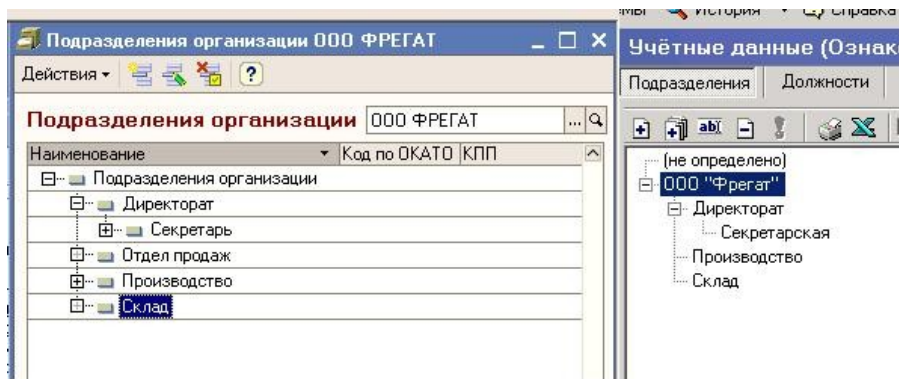 История Справка
Подразделения организации ООО ФРЕГАТ
Учётные данные (Ознак
Действия
Подразделения Должности
Подразделения организации ООО ФРЕГАТ ...
abI
Наименование Код по ОКАТО КПП
(не определено)
Подразделения организации
ООО "Фрегат"
Директорат
Директорат
Секретарь
Секретарская
Отдел продаж
Производство
Производство
Склад
Склад